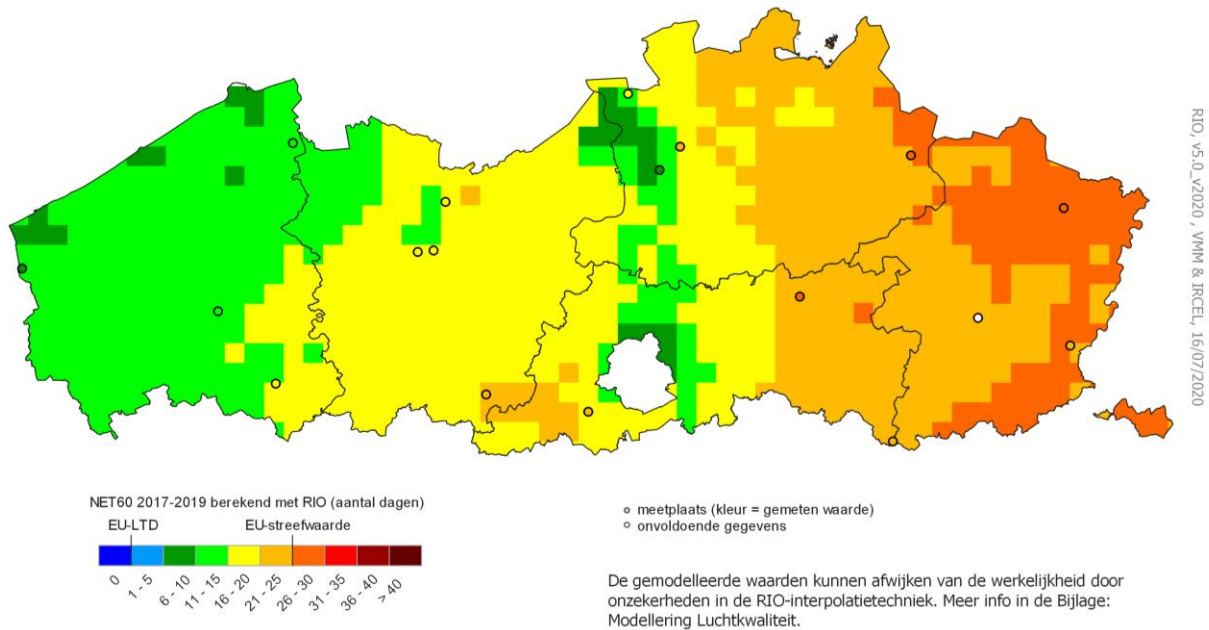 RIO, v5.0_v2020 , VMM & IRCEL, 16/07/2020
NET60 2017-2019 berekend met RIO (aantal dagen)
EU-LTD EU-streefwaarde
0 1 - 5 6 - 10 11 - 15 16 - 20 21 - 25 26 - 30 31 - 35 36 - 40 > 40
meetplaats (kleur = gemeten waarde)
onvoldoende gegevens
De gemodelleerde waarden kunnen afwijken van de werkelijkheid door
onzekerheden in de RIO-interpolatietechniek. Meer info in de Bijlage:
Modellering Luchtkwaliteit.